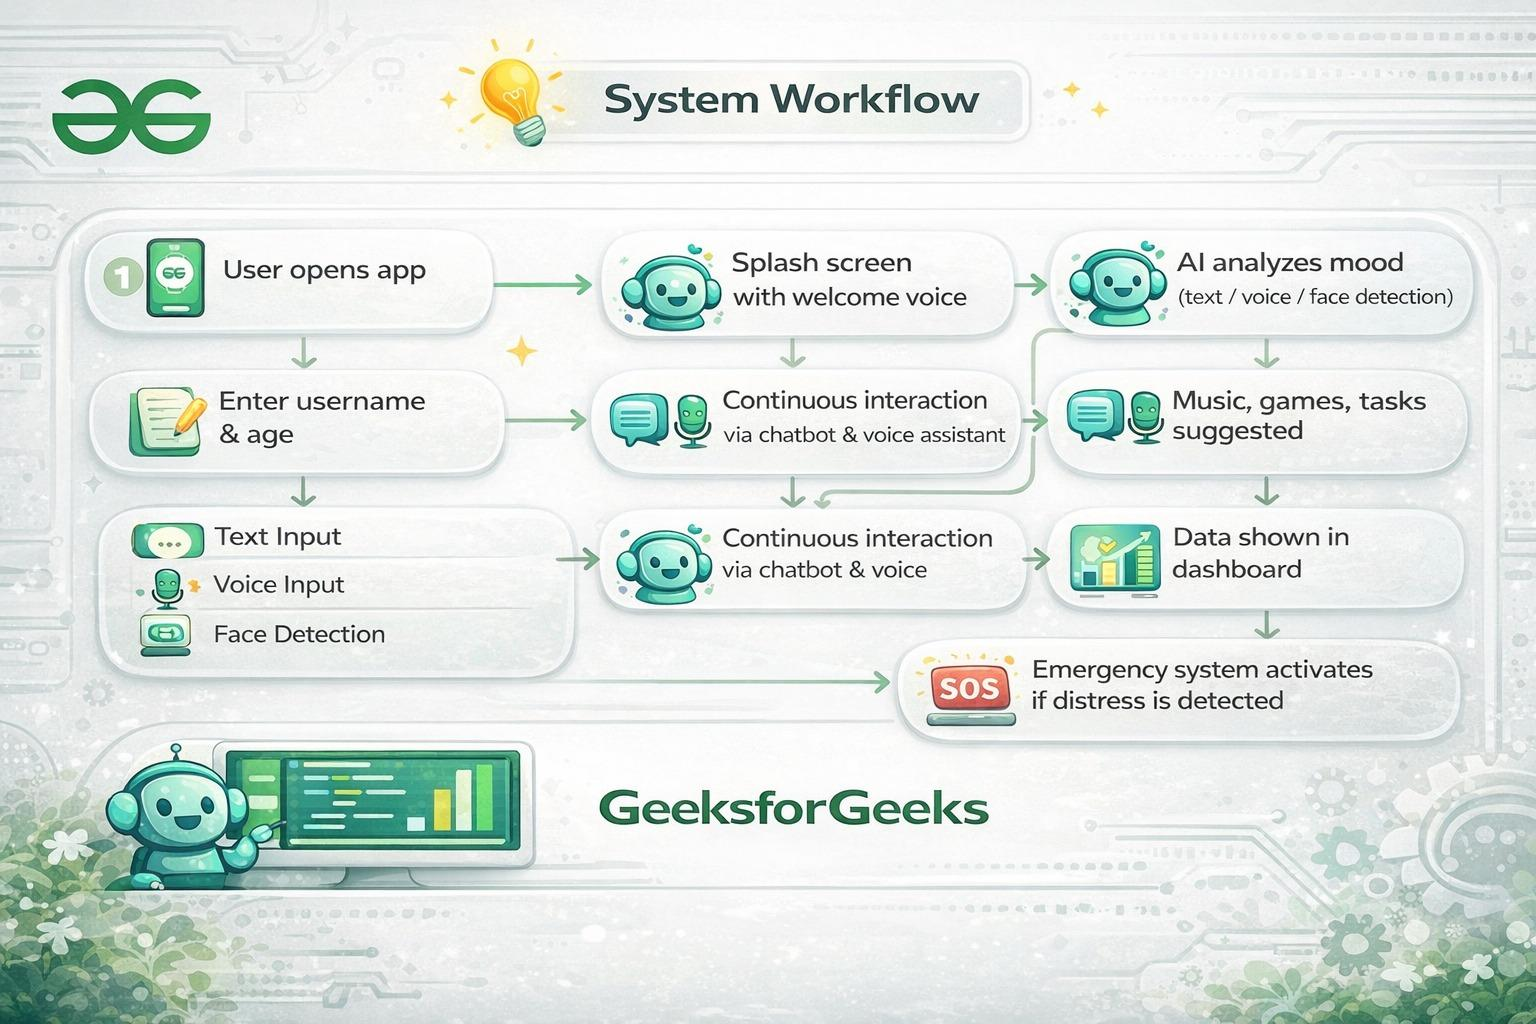 System Workflow
1
User opens app
Splash screen
with welcome voice
AI analyzes mood
(text / voice / face detection)
Enter username
& age
Continuous interaction
via chatbot & voice assistant
Music, games, tasks
suggested
Text Input
Voice Input
Face Detection
Continuous interaction
via chatbot & voice
Data shown in
dashboard
SOS
Emergency system activates
if distress is detected
GeeksforGeeks